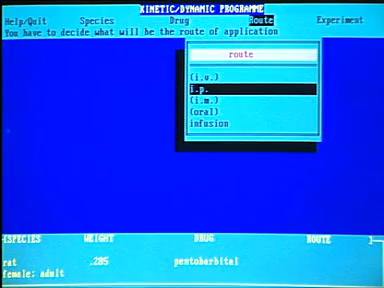 KINETIC/DYNAMIC PROGRAMME
Help/Quit Species Drug Route Experiment
You have to decide what will be the route of application
route
(i.v.)
i.p.
(i.m.)
(oral)
infusion
SPECIES WEIGHT DRUG ROUTE
rat .285 pentobarbital
female; adult